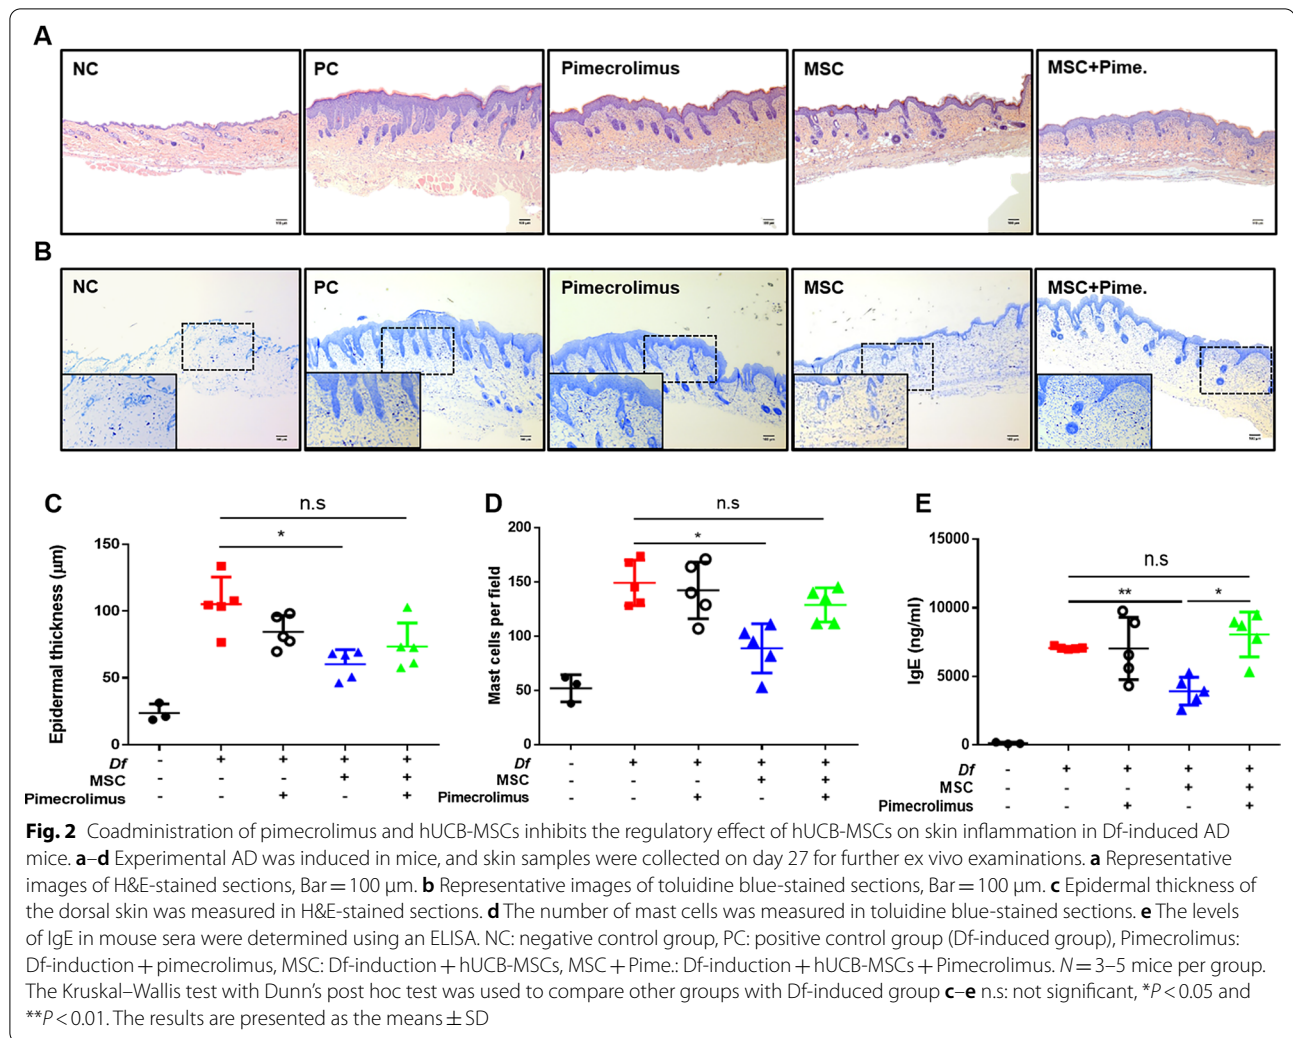 A
NC
PC
Pimecrolimus
MSC
MSC+Pime.
B
NC
PC
Pimecrolimus
MSC
MSC+Pime.
C
n.s
*
Epidermal thickness (µm)
150
100
50
0
Df - + + + +
MSC - - - + +
Pimecrolimus - - + - +
D
n.s
*
Mast cells per field
200
150
100
50
0
Df - + + + +
MSC - - - + +
Pimecrolimus - - + - +
E
n.s
** *
IgE (ng/ml)
15000
10000
5000
0
Df - + + + +
MSC - - - + +
Pimecrolimus - - + - +
Fig. 2 Coadministration of pimecrolimus and hUCB-MSCs inhibits the regulatory effect of hUCB-MSCs on skin inflammation in Df-induced AD
mice. a–d Experimental AD was induced in mice, and skin samples were collected on day 27 for further ex vivo examinations. a Representative
images of H&E-stained sections, Bar = 100 µm. b Representative images of toluidine blue-stained sections, Bar = 100 µm. c Epidermal thickness of
the dorsal skin was measured in H&E-stained sections. d The number of mast cells was measured in toluidine blue-stained sections. e The levels
of IgE in mouse sera were determined using an ELISA. NC: negative control group, PC: positive control group (Df-induced group), Pimecrolimus:
Df-induction + pimecrolimus, MSC: Df-induction + hUCB-MSCs, MSC + Pime.: Df-induction + hUCB-MSCs + Pimecrolimus. N = 3–5 mice per group.
The Kruskal–Wallis test with Dunn's post hoc test was used to compare other groups with Df-induced group c–e n.s: not significant, *P < 0.05 and
**P < 0.01. The results are presented as the means ± SD